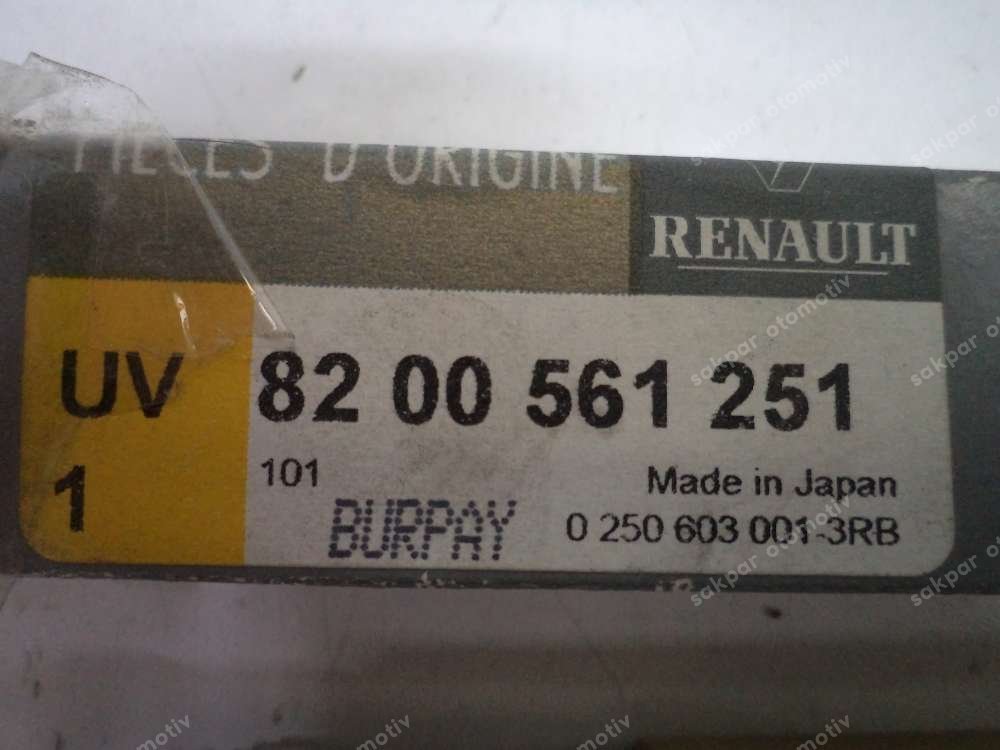 PIECES D'ORIGINE
RENAULT
UV 82 00 561 251
1
101
Made in Japan
BURPAY
0 250 603 001-3RB
sakpar otomotiv